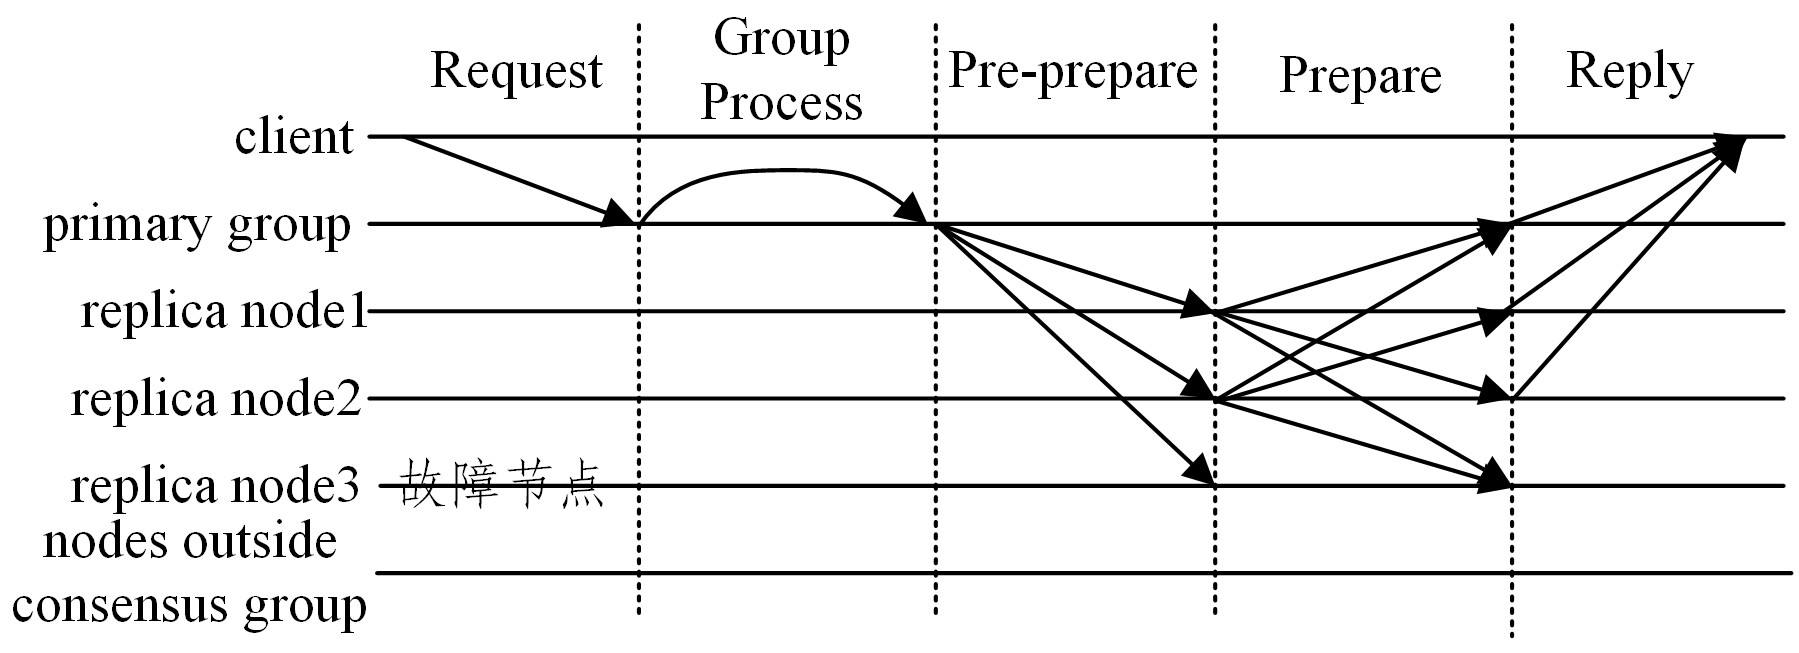 Request
Group
Process
Pre-prepare
Prepare
Reply
client
primary group
replica node1
replica node2
replica node3
故障节点
nodes outside
consensus group